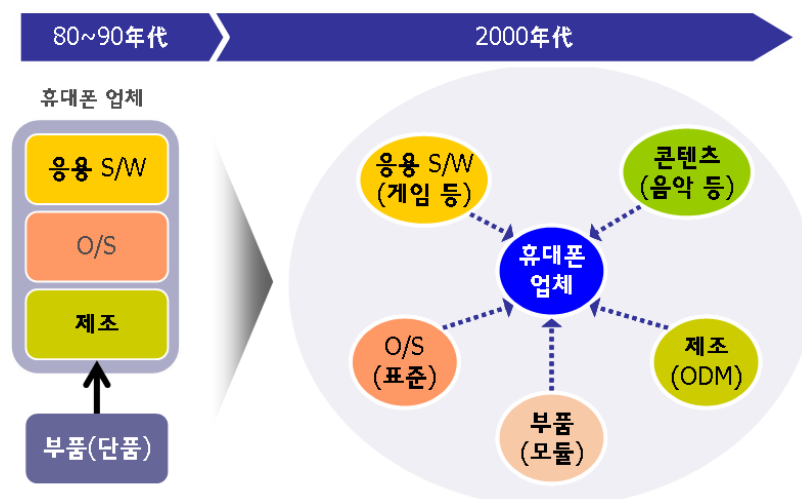 80~90年代
2000年代
휴대폰 업체
응용 S/W
O/S
제조
부품(단품)
응용 S/W
(게임 등)
콘텐츠
(음악 등)
휴대폰
업체
O/S
(표준)
제조
(ODM)
부품
(모듈)